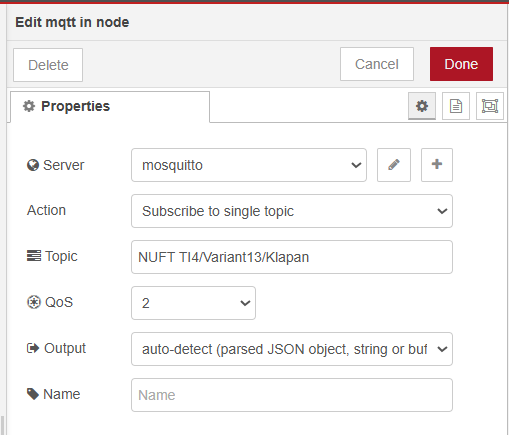 Edit mqtt in node
Delete
Cancel
Done
Properties
Server
mosquitto
Action
Subscribe to single topic
Topic
NUFT TI4/Variant13/Klapan
QoS
2
Output
auto-detect (parsed JSON object, string or buf
Name
Name